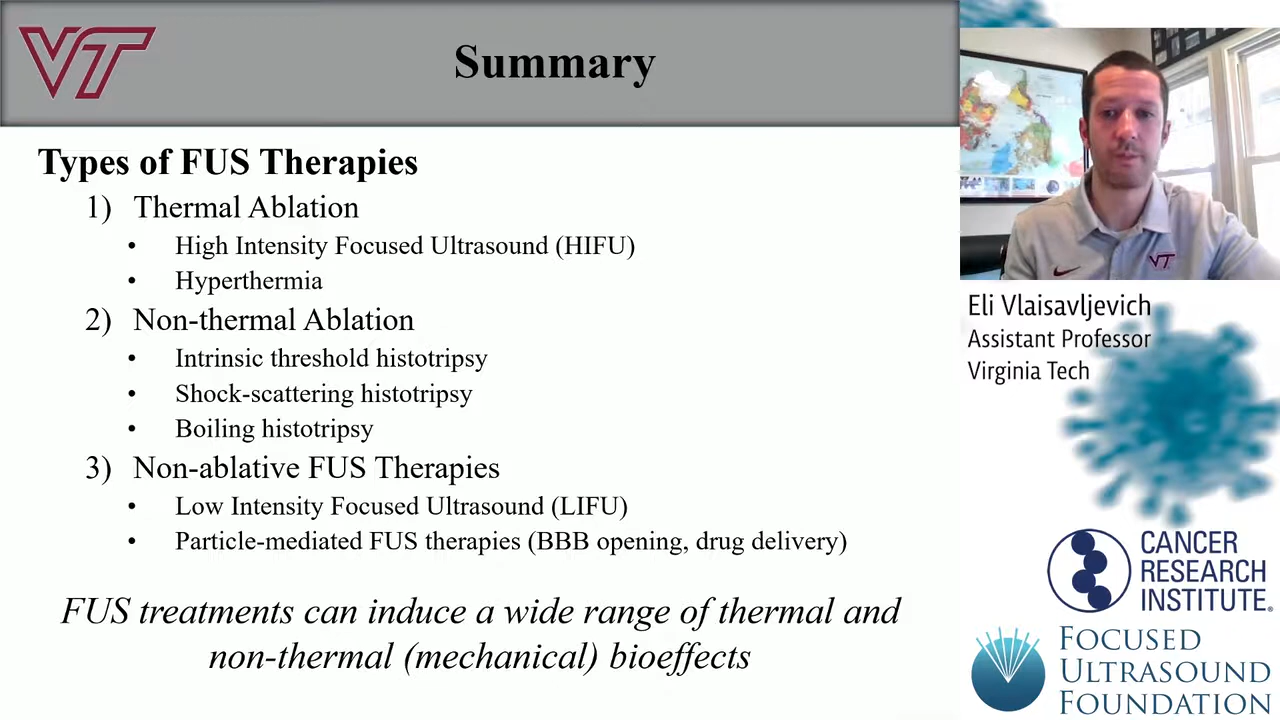 VT
Summary
Types of FUS Therapies
1) Thermal Ablation
• High Intensity Focused Ultrasound (HIFU)
• Hyperthermia
2) Non-thermal Ablation
• Intrinsic threshold histotripsy
• Shock-scattering histotripsy
• Boiling histotripsy
3) Non-ablative FUS Therapies
• Low Intensity Focused Ultrasound (LIFU)
• Particle-mediated FUS therapies (BBB opening, drug delivery)
FUS treatments can induce a wide range of thermal and
non-thermal (mechanical) bioeffects
VT
Eli Vlaisavljevich
Assistant Professor
Virginia Tech
CANCER
RESEARCH
INSTITUTE®
FOCUSED
ULTRASOUND
FOUNDATION